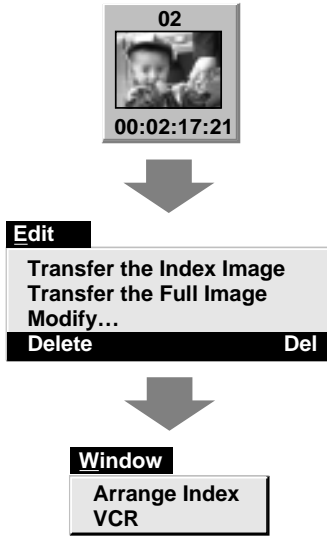 02
00:02:17:21
Edit
Transfer the Index Image
Transfer the Full Image
Modify…
Delete Del
Window
Arrange Index
VCR